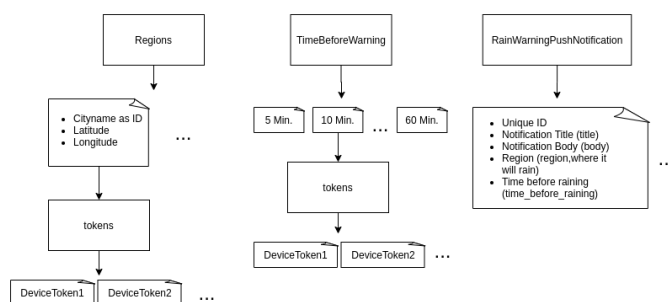 Regions
TimeBeforeWarning
RainWarningPushNotification
Cityname as ID
Latitude
Longitude
...
5 Min.
10 Min.
...
60 Min.
Unique ID
Notification Title (title)
Notification Body (body)
Region (region,where it
will rain)
Time before raining
(time_before_raining)
...
tokens
tokens
DeviceToken1
DeviceToken2
...
DeviceToken1
DeviceToken2
...